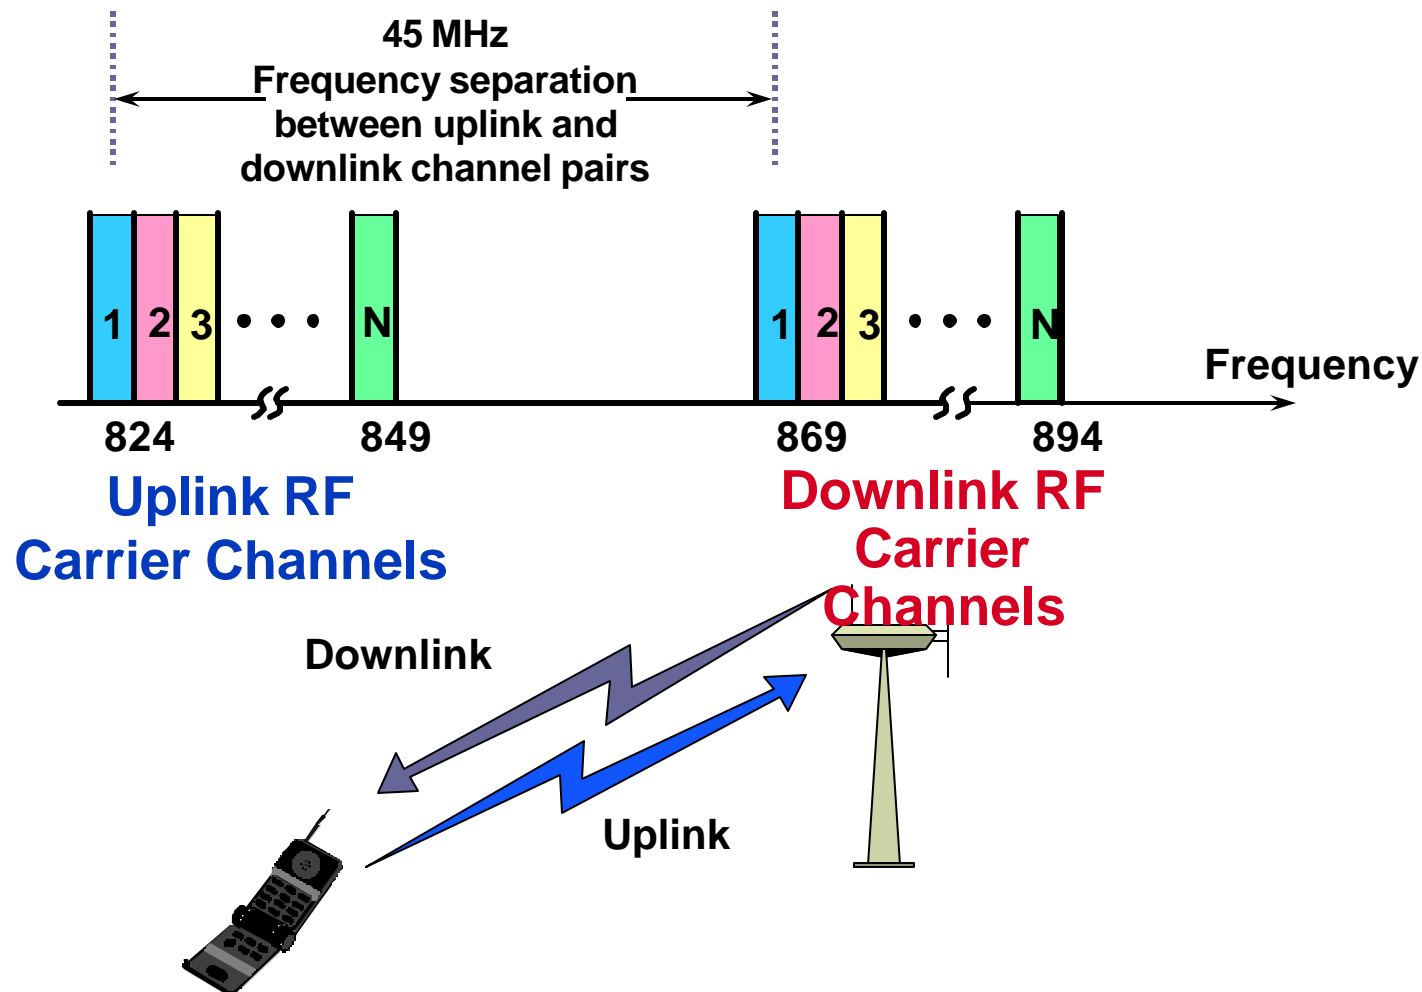 45 MHz
Frequency separation
between uplink and
downlink channel pairs
1 2 3 • • • N
1 2 3 • • • N
Frequency
824 849 869 894
Uplink RF
Carrier Channels
Downlink RF
Carrier
Channels
Downlink
Uplink